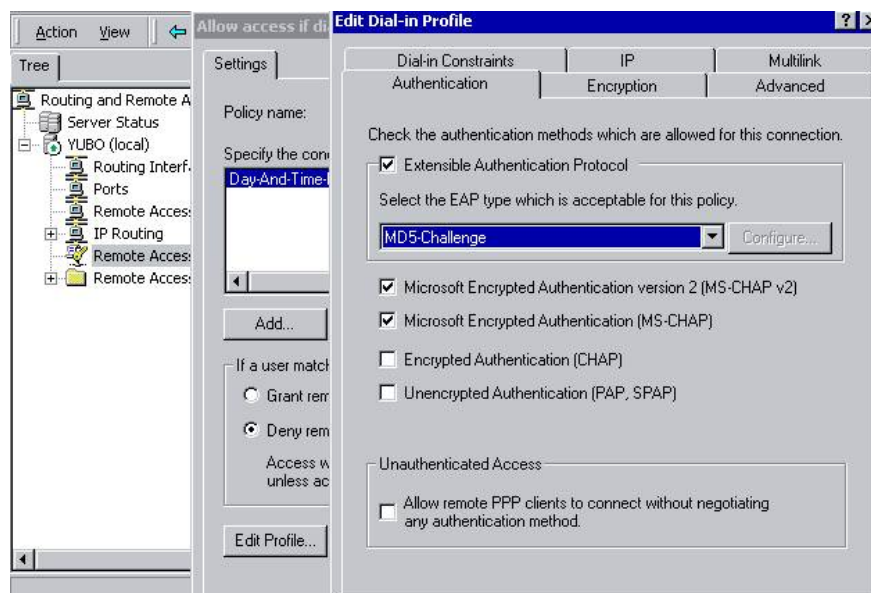 Action View
Tree
Routing and Remote A
Server Status
YUBO (local)
Routing Interf
Ports
Remote Acces
IP Routing
Remote Acces
Remote Acces
Allow access if di
Settings
Policy name:
Specify the con
Day-And-Time-
Add...
If a user match
Grant rem
Deny rem
Access w
unless ac
Edit Profile...
Edit Dial-in Profile
Dial-in Constraints IP Multilink
Authentication Encryption Advanced
Check the authentication methods which are allowed for this connection.
Extensible Authentication Protocol
Select the EAP type which is acceptable for this policy.
MD5-Challenge Configure...
Microsoft Encrypted Authentication version 2 (MS-CHAP v2)
Microsoft Encrypted Authentication (MS-CHAP)
Encrypted Authentication (CHAP)
Unencrypted Authentication (PAP, SPAP)
Unauthenticated Access
Allow remote PPP clients to connect without negotiating
any authentication method.